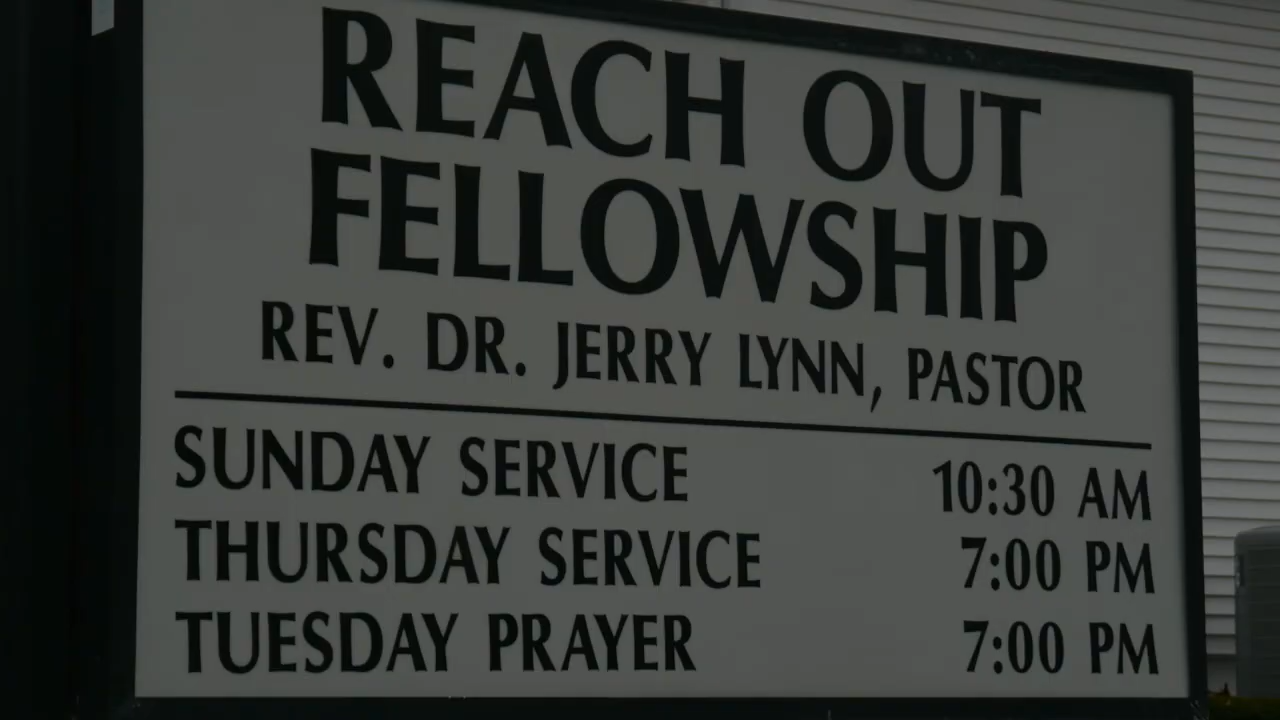 REACH OUT
FELLOWSHIP
REV. DR. JERRY LYNN, PASTOR
SUNDAY SERVICE 10:30 AM
THURSDAY SERVICE 7:00 PM
TUESDAY PRAYER 7:00 PM